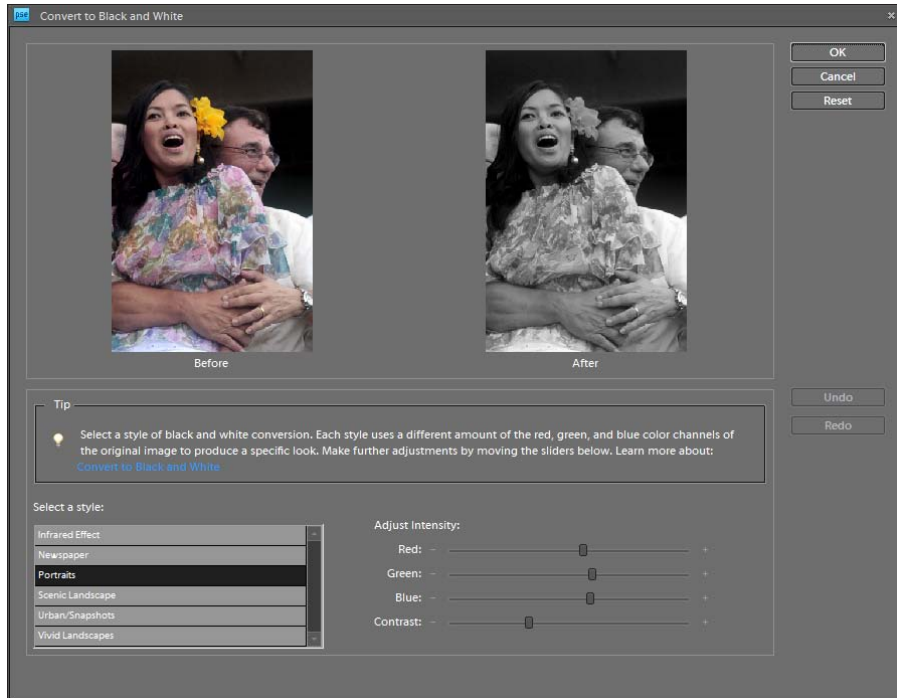 pse Convert to Black and White
OK
Cancel
Reset
Before
After
Undo
Redo
Tip
Select a style of black and white conversion. Each style uses a different amount of the red, green, and blue color channels of
the original image to produce a specific look. Make further adjustments by moving the sliders below. Learn more about:
Convert to Black and White
Select a style:
Infrared Effect
Newspaper
Portraits
Scenic Landscape
Urban/Snapshots
Vivid Landscapes
Adjust Intensity:
Red: - +
Green: - +
Blue: - +
Contrast: - +